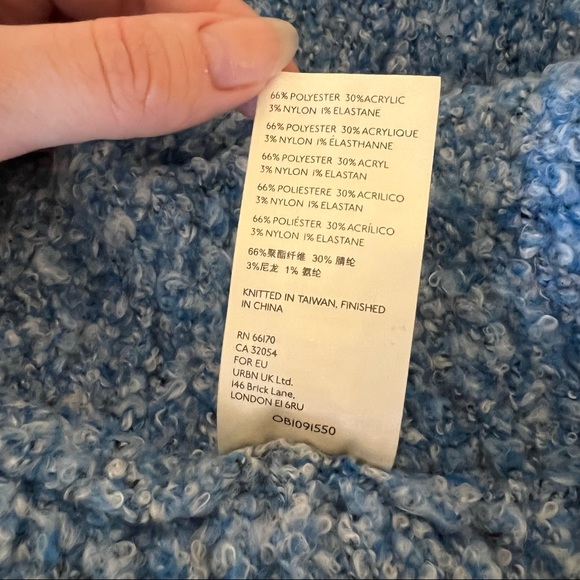 66% POLYESTER 30% ACRYLIC
3% NYLON 1% ELASTANE
66% POLYESTER 30% ACRYLIQUE
3% NYLON 1% ÉLASTHANNE
66% POLYESTER 30% ACRYL
3% NYLON 1% ELASTAN
66% POLIESTERE 30% ACRILICO
3% NYLON 1% ELASTAN
66% POLIÉSTER 30% ACRÍLICO
3% NYLON 1% ELASTANE
66%聚酯纤维 30% 腈纶
3%尼龙 1% 氨纶
KNITTED IN TAIWAN, FINISHED
IN CHINA
RN 66170
CA 32054
FOR EU
URBN UK Ltd.
146 Brick Lane,
LONDON E1 6RU
OB1091550